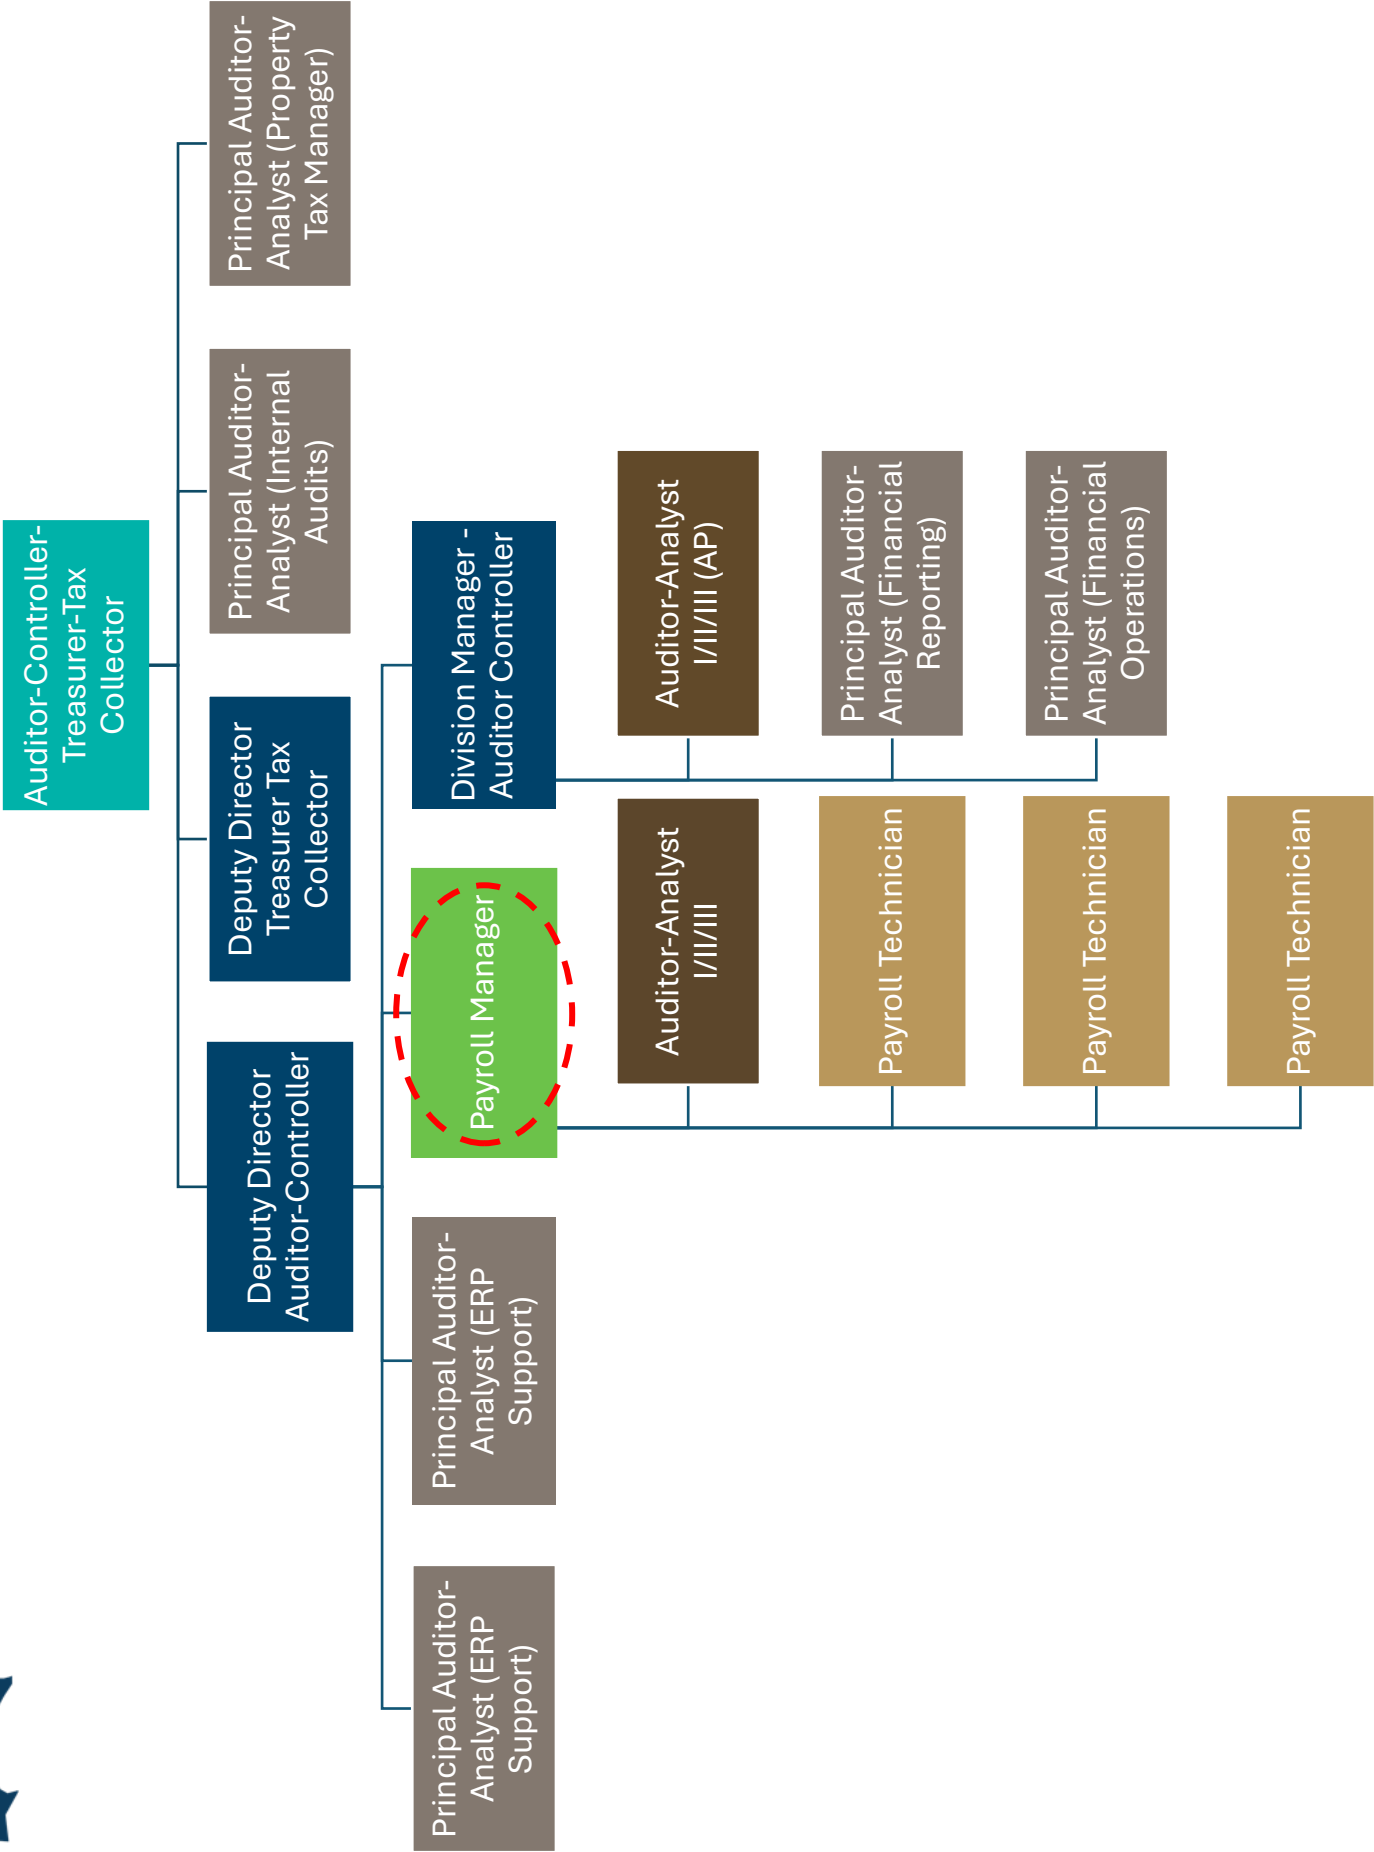 Auditor-Controller-
Treasurer-Tax
Collector
Deputy Director
Auditor-Controller
Deputy Director
Treasurer Tax
Collector
Principal Auditor-
Analyst (Internal
Audits)
Principal Auditor-
Analyst (Property
Tax Manager)
Principal Auditor-
Analyst (ERP
Support)
Principal Auditor-
Analyst (ERP
Support)
Payroll Manager
Division Manager -
Auditor Controller
Auditor-Analyst
I/II/III
Payroll Technician
Payroll Technician
Payroll Technician
Auditor-Analyst
I/II/III (AP)
Principal Auditor-
Analyst (Financial
Reporting)
Principal Auditor-
Analyst (Financial
Operations)